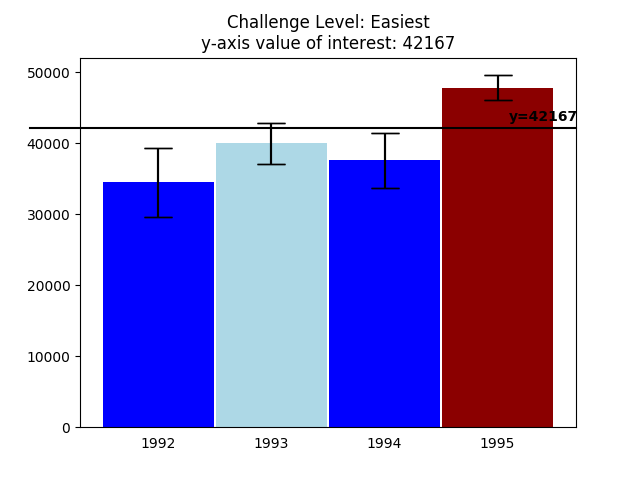 Challenge Level: Easiest
y-axis value of interest: 42167
50000
y=42167
40000
30000
20000
10000
0
1992 1993 1994 1995